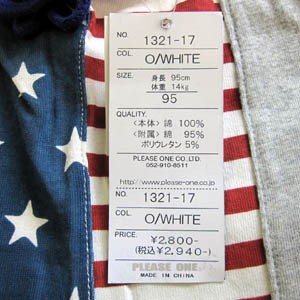 NO. 1321-17
COL. O/WHITE
SIZE. 身長 95cm
体重 14kg
95
QUALITY.
<本体> 綿 100%
<附属> 綿 95%
ポリウレタン 5%
PLEASE ONE CO.,LTD.
052-910-8511
http://www.please-one.co.jp
NO. 1321-17
COL. O/WHITE
PRICE. ¥2,800-
(税込¥2,940-)
PLEASE ONE
MADE IN CHINA